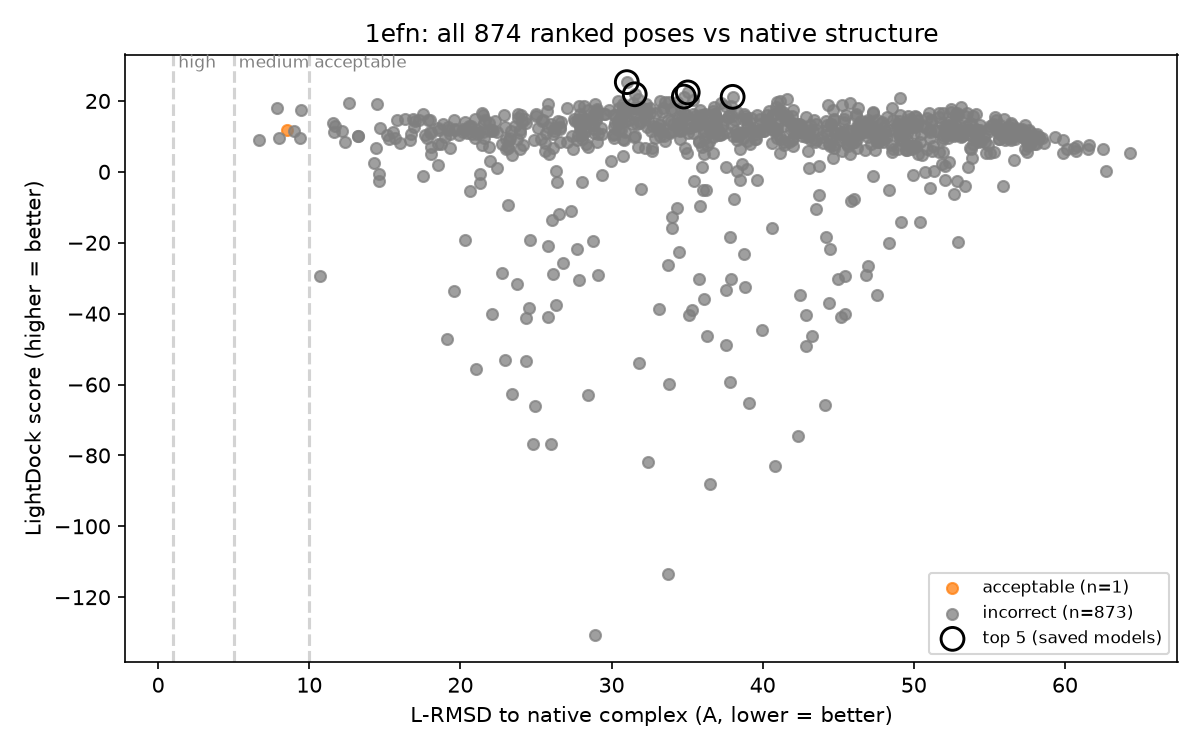 1efn: all 874 ranked poses vs native structure
high medium acceptable
20
0
−20
−40
−60
−80
−100
−120
LightDock score (higher = better)
0 10 20 30 40 50 60
L-RMSD to native complex (A, lower = better)
acceptable (n=1)
incorrect (n=873)
top 5 (saved models)